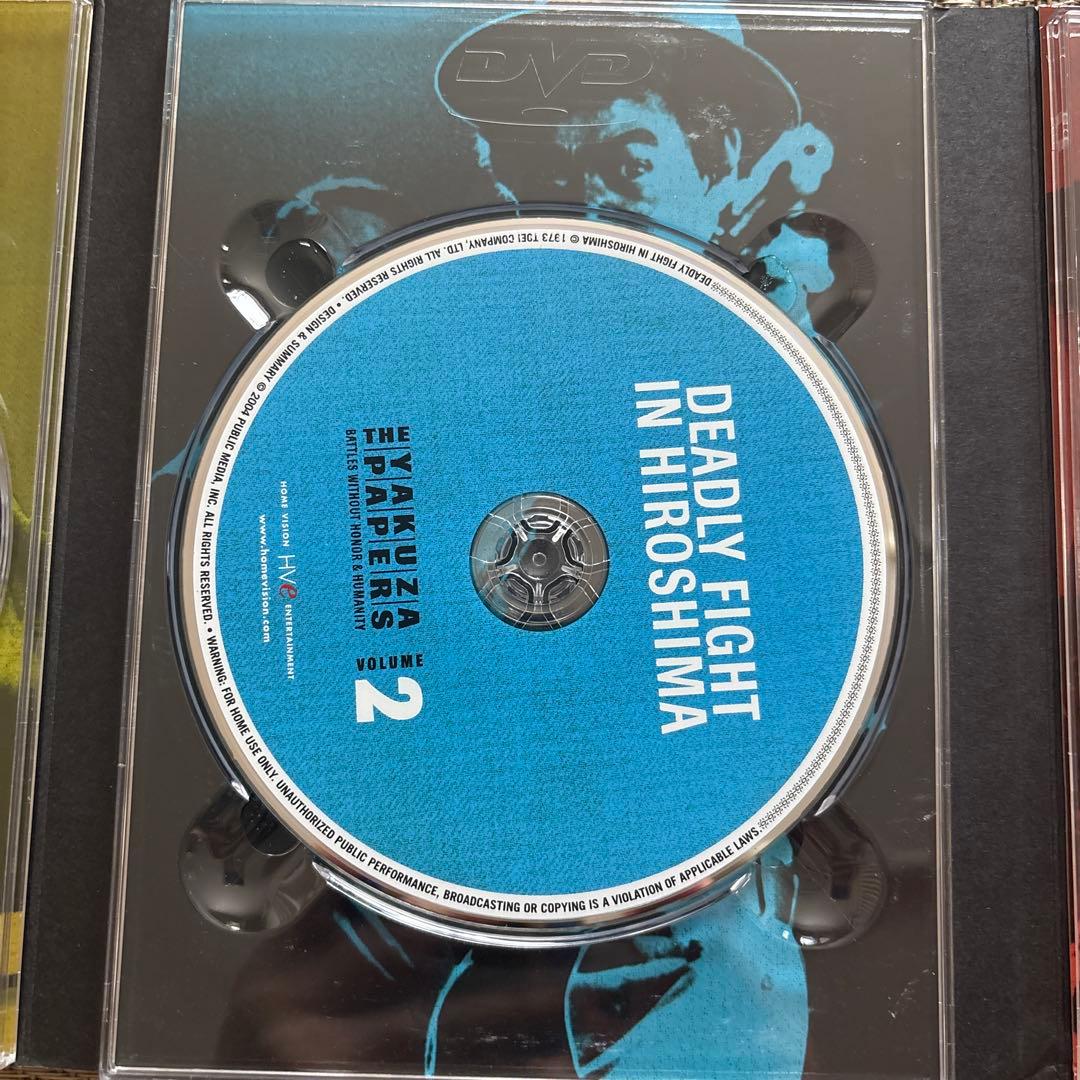 DVD
DEADLY FIGHT
IN HIROSHIMA
THE YAKUZA
PAPERS
BATTLES WITHOUT HONOR & HUMANITY
VOLUME
2
HOME VISION HVe ENTERTAINMENT
www.homevision.com
DEADLY FIGHT IN HIROSHIMA © 1973 TOEI COMPANY, LTD. ALL RIGHTS RESERVED. • DESIGN & SUMMARY © 2004 PUBLIC MEDIA, INC. ALL RIGHTS RESERVED. • WARNING: FOR HOME USE ONLY. UNAUTHORIZED PUBLIC PERFORMANCE, BROADCASTING OR COPYING IS A VIOLATION OF APPLICABLE LAWS.